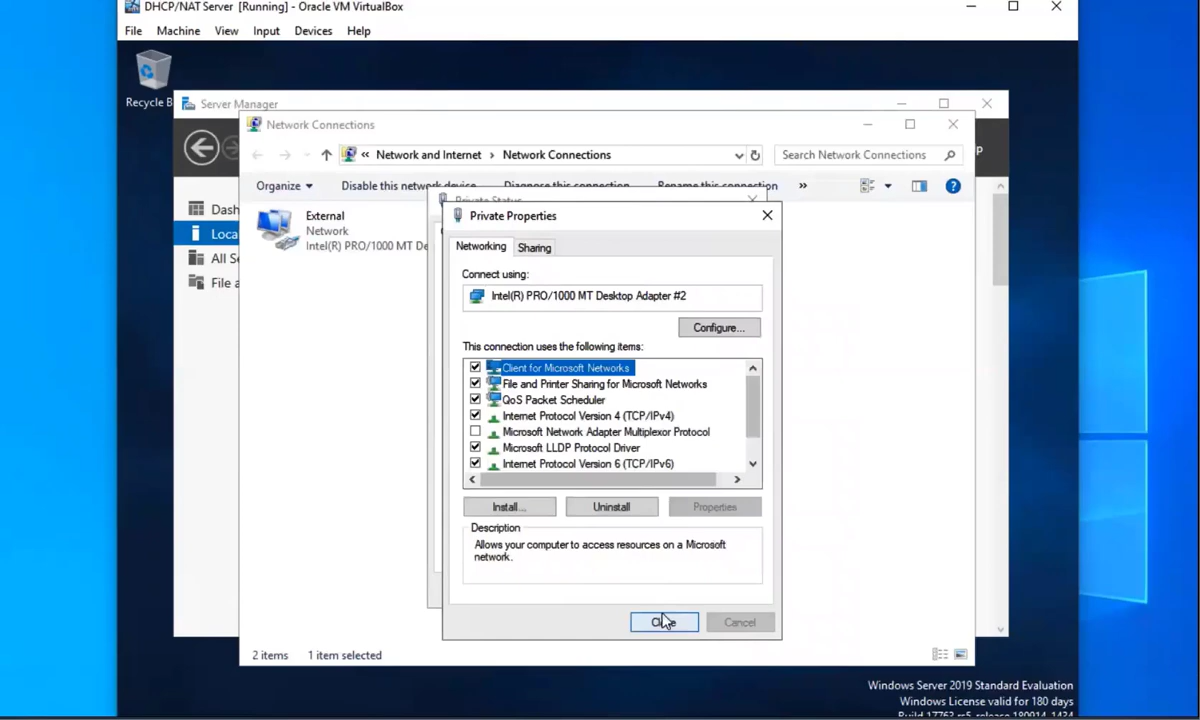 DHCP/NAT Server [Running] - Oracle VM VirtualBox
File Machine View Input Devices Help
Recycle B
Server Manager
Network Connections
« Network and Internet › Network Connections
Search Network Connections
Organize
Disable this network device
Diagnose this connection
Rename this connection
»
Dash
Loca
All Se
File a
External
Network
Intel(R) PRO/1000 MT De
Private Status
Private Properties
Networking
Sharing
Connect using:
Intel(R) PRO/1000 MT Desktop Adapter #2
Configure...
This connection uses the following items:
Client for Microsoft Networks
File and Printer Sharing for Microsoft Networks
QoS Packet Scheduler
Internet Protocol Version 4 (TCP/IPv4)
Microsoft Network Adapter Multiplexor Protocol
Microsoft LLDP Protocol Driver
Internet Protocol Version 6 (TCP/IPv6)
Install...
Uninstall
Properties
Description
Allows your computer to access resources on a Microsoft
network.
Cancel
2 items
1 item selected
Windows Server 2019 Standard Evaluation
Windows License valid for 180 days
Build 17763.rs5_release.180914-1434